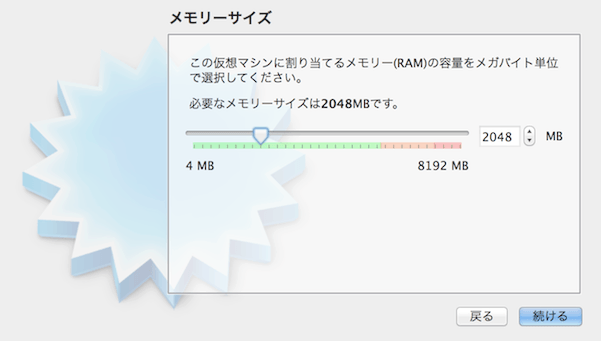 メモリーサイズ
この仮想マシンに割り当てるメモリー(RAM)の容量をメガバイト単位
で選択してください。
必要なメモリーサイズは2048MBです。
2048 MB
4 MB 8192 MB
戻る 続ける